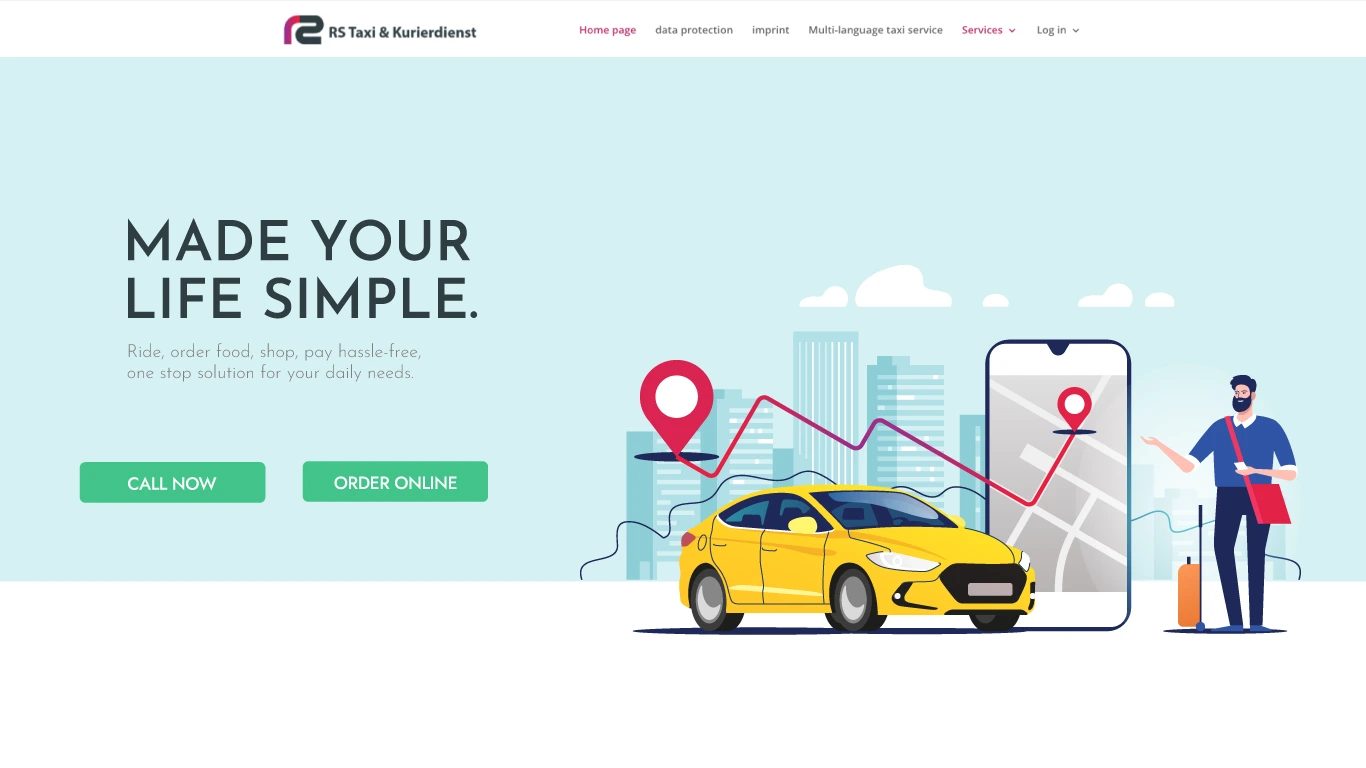 RS Taxi & Kurierdienst
Home page
data protection
imprint
Multi-language taxi service
Services
Log in
MADE YOUR
LIFE SIMPLE.
Ride, order food, shop, pay hassle-free,
one stop solution for your daily needs.
CALL NOW
ORDER ONLINE